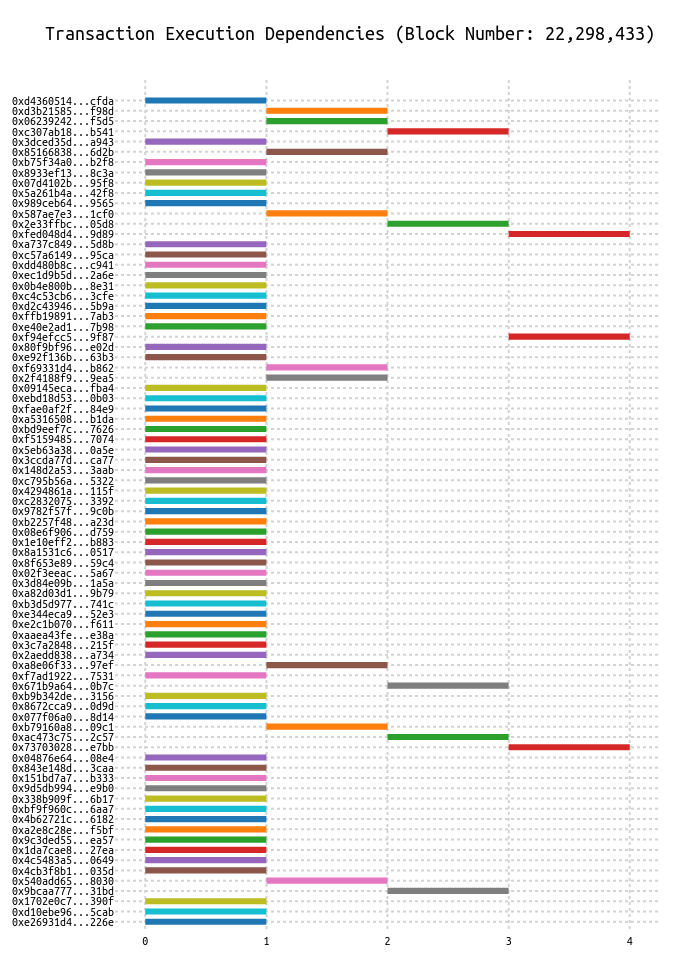 Transaction Execution Dependencies (Block Number: 22,298,433)
0xd4360514...cfda
0xd3b21585...f98d
0x06239242...f5d5
0xc307ab18...b541
0x3dced35d...a943
0x85166838...6d2b
0xb75f34a0...b2f8
0x8933ef13...8c3a
0x07d4102b...95f8
0x5a261b4a...42f8
0x989ceb64...9565
0x587ae7e3...1cf0
0x2e33ffbc...05d8
0xfed048d4...9d89
0xa737c849...5d8b
0xc57a6149...95ca
0xdd480b8c...c941
0xec1d9b5d...2a6e
0x0b4e800b...8e31
0xc4c53cb6...3cfe
0xd2c43946...5b9a
0xffb19891...7ab3
0xe40e2ad1...7b98
0xf94efcc5...9f87
0x80f9bf96...e02d
0xe92f136b...63b3
0xf69331d4...b862
0x2f4188f9...9ea5
0x09145eca...fba4
0xebd18d53...0b03
0xfae0af2f...84e9
0xa5316508...b1da
0xbd9eef7c...7626
0xf5159485...7074
0x5eb63a38...0a5e
0x3ccda77d...ca77
0x148d2a53...3aab
0xc795b56a...5322
0x4294861a...115f
0xc2832075...3392
0x9782f57f...9c0b
0xb2257f48...a23d
0x08e6f906...d759
0x1e10eff2...b883
0x8a1531c6...0517
0x8f653e89...59c4
0x02f3eeac...5a67
0x3d84e09b...1a5a
0xa82d03d1...9b79
0xb3d5d977...741c
0xe344eca9...52e3
0xe2c1b070...f611
0xaaea43fe...e38a
0x3c7a2848...215f
0x2aedd838...a734
0xa8e06f33...97ef
0xf7ad1922...7531
0x671b9a64...0b7c
0xb9b342de...3156
0x8672cca9...0d9d
0x077f06a0...8d14
0xb79160a8...09c1
0xac473c75...2c57
0x73703028...e7bb
0x04876e64...08e4
0x843e148d...3caa
0x151bd7a7...b333
0x9d5db994...e9b0
0x338b909f...6b17
0xbf9f960c...6aa7
0x4b62721c...6182
0xa2e8c28e...f5bf
0x9c3ded55...ea57
0x1da7cae8...27ea
0x4c5483a5...0649
0x4cb3f8b1...035d
0x540add65...8030
0x9bcaa777...31bd
0x1702e0c7...390f
0xd10ebe96...5cab
0xe26931d4...226e
0 1 2 3 4